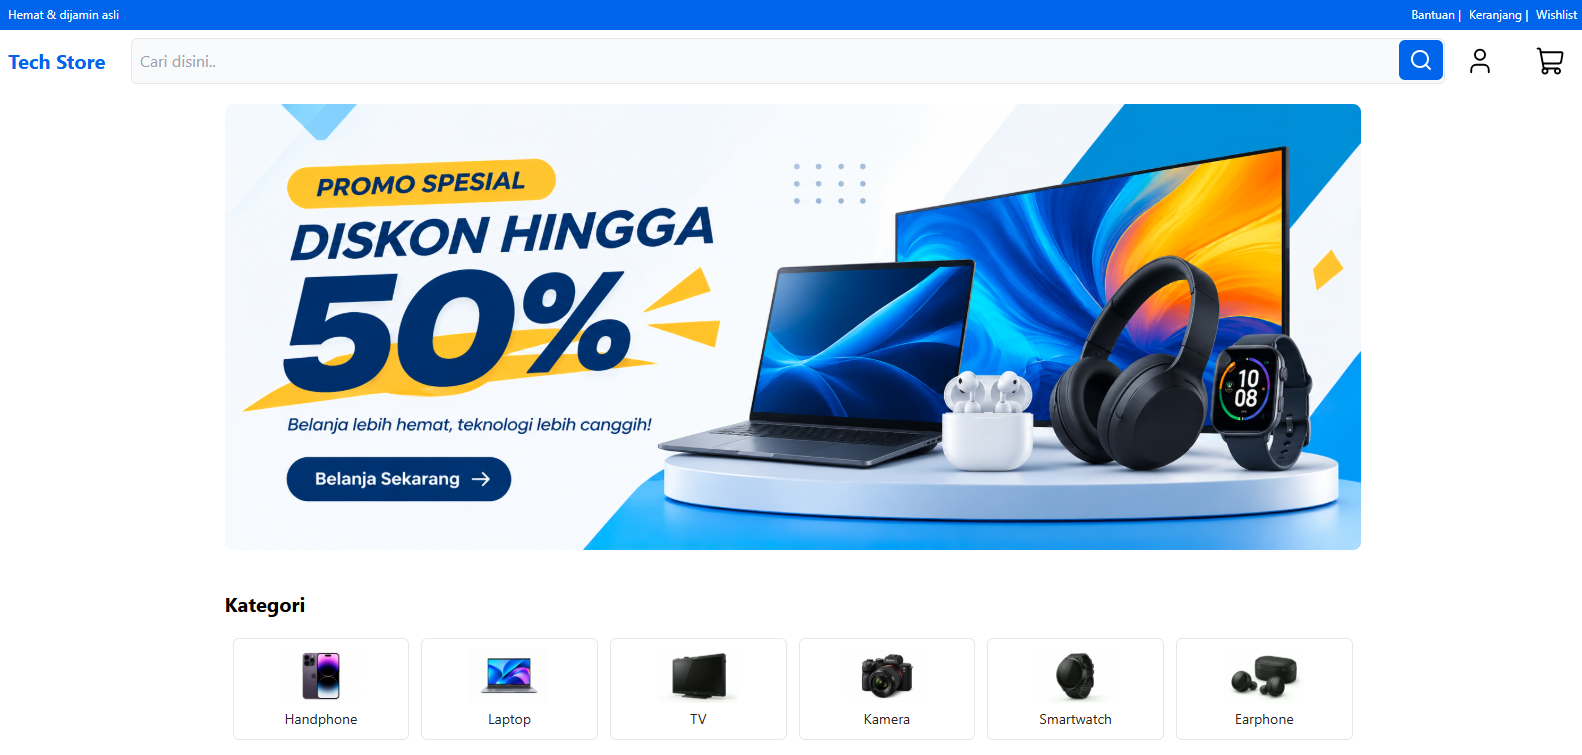 Hemat & dijamin asli
Bantuan | Keranjang | Wishlist
Tech Store
Cari disini..
PROMO SPESIAL
DISKON HINGGA
50%
Belanja lebih hemat, teknologi lebih canggih!
Belanja Sekarang →
10
08
Kategori
Handphone
Laptop
TV
Kamera
Smartwatch
Earphone